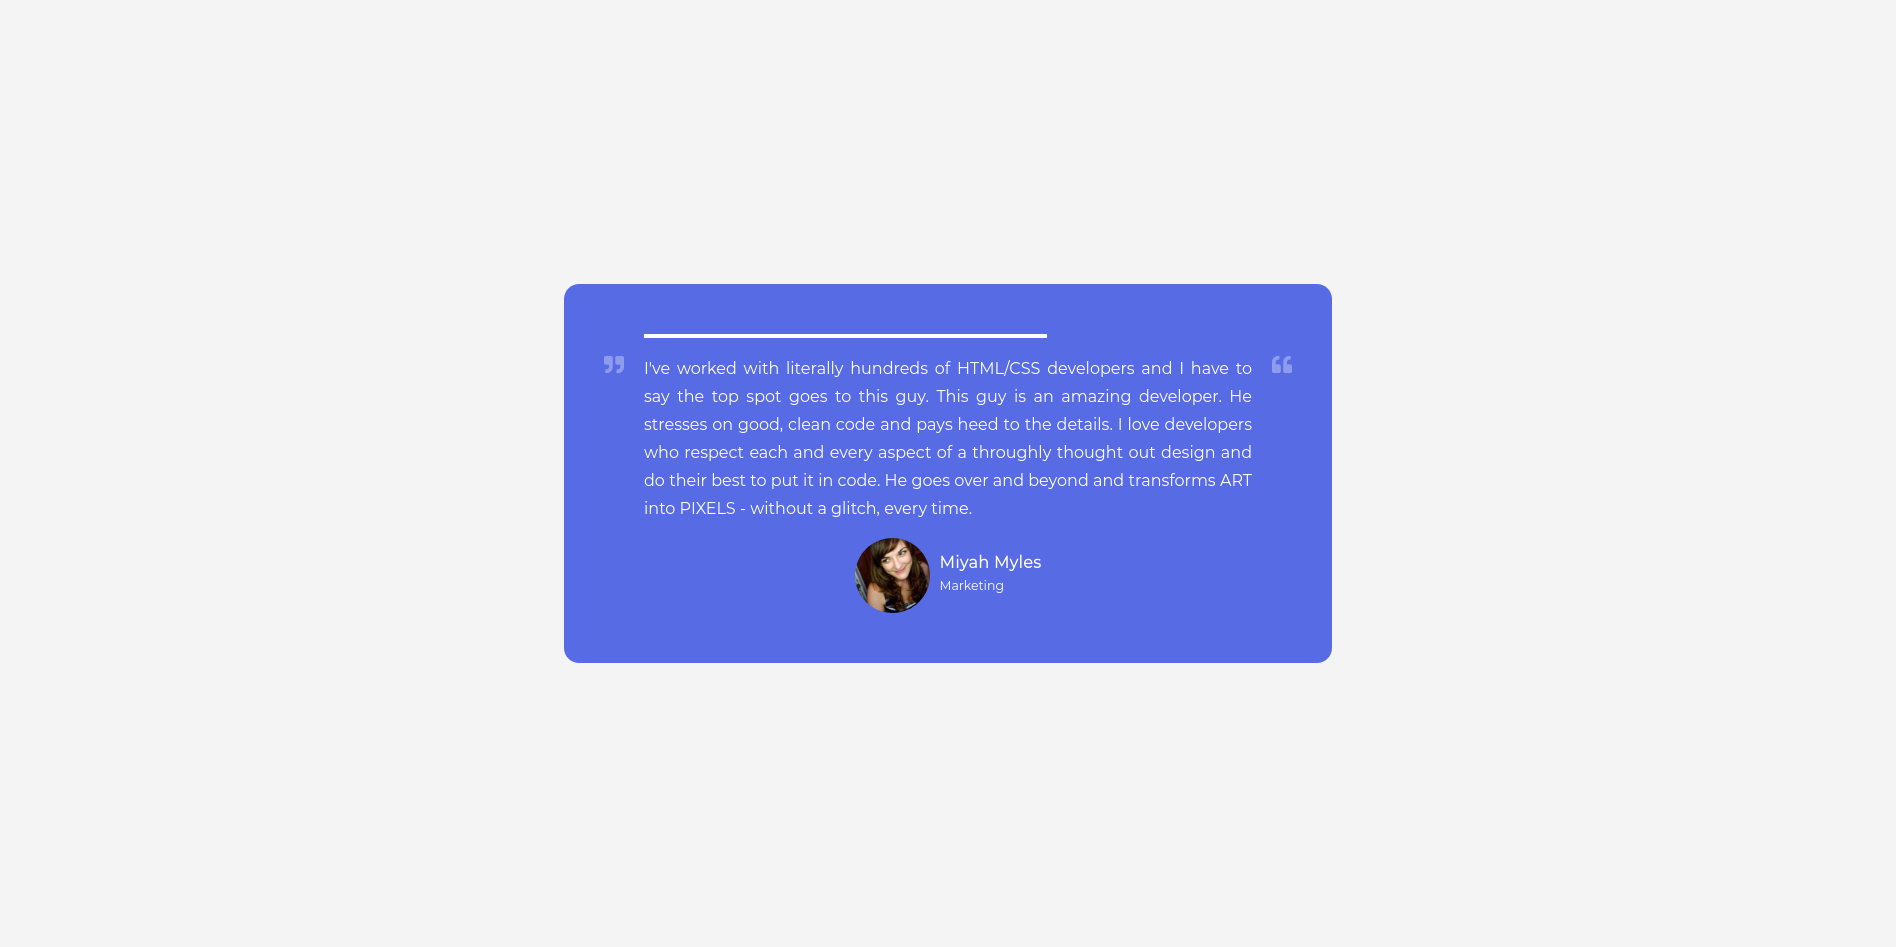 I've worked with literally hundreds of HTML/CSS developers and I have to
say the top spot goes to this guy. This guy is an amazing developer. He
stresses on good, clean code and pays heed to the details. I love developers
who respect each and every aspect of a throughly thought out design and
do their best to put it in code. He goes over and beyond and transforms ART
into PIXELS - without a glitch, every time.
Miyah Myles
Marketing